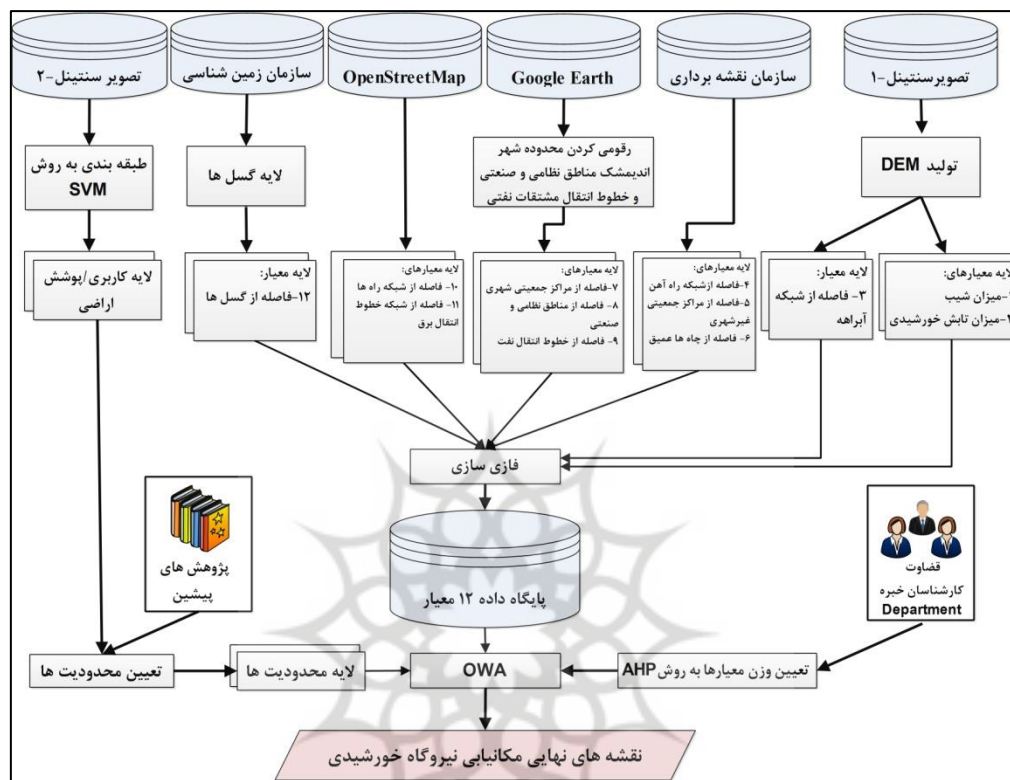 تصویر سنتینل-۲
سازمان زمین شناسی
OpenStreetMap
Google Earth
سازمان نقشه برداری
تصویرسنتینل-۱
طبقه بندی به روش
SVM
لایه گسل ها
رقومی کردن محدوده شهر
اندیمشک مناطق نظامی و صنعتی
و خطوط انتقال مشتقات نفتی
تولید DEM
لایه کاربری/پوشش
اراضی
لایه معیار:
۱۲-فاصله از گسل ها
لایه معیارهای:
۱۰- فاصله از شبکه راه ها
۱۱- فاصله از شبکه خطوط
انتقال برق
لایه معیارهای:
۷-فاصله از مراکز جمعیتی شهری
۸- فاصله از مناطق نظامی و
صنعتی
۹- فاصله از خطوط انتقال نفت
لایه معیارهای:
۴-فاصله ازشبکه راه آهن
۵-فاصله از مراکز جمعیتی
غیرشهری
۶- فاصله از چاه ها عمیق
لایه معیار:
۳- فاصله از شبکه
آبراهه
لایه معیارهای:
میزان شیب
-میزان تابش خورشیدی
فازی سازی
پژوهش های
پیشین
پایگاه داده ۱۲ معیار
قضاوت
کارشناسان خبره
Department
تعیین محدودیت ها
لایه محدودیت ها
OWA
تعیین وزن معیارها به روش AHP
نقشه های نهایی مکانیابی نیروگاه خورشیدی